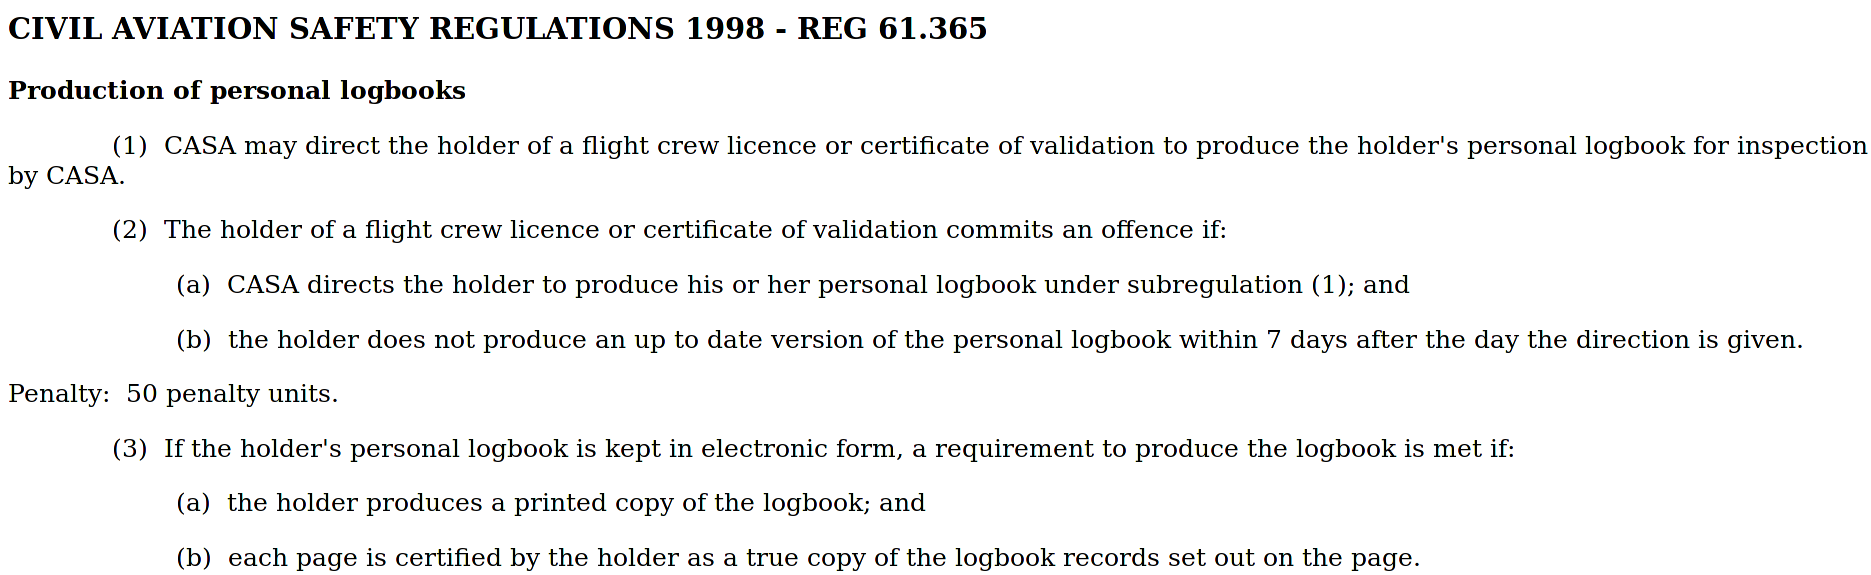 CIVIL AVIATION SAFETY REGULATIONS 1998 - REG 61.365
Production of personal logbooks
(1)  CASA may direct the holder of a flight crew licence or certificate of validation to produce the holder's personal logbook for inspection
by CASA.
(2)  The holder of a flight crew licence or certificate of validation commits an offence if:
(a)  CASA directs the holder to produce his or her personal logbook under subregulation (1); and
(b)  the holder does not produce an up to date version of the personal logbook within 7 days after the day the direction is given.
Penalty:  50 penalty units.
(3)  If the holder's personal logbook is kept in electronic form, a requirement to produce the logbook is met if:
(a)  the holder produces a printed copy of the logbook; and
(b)  each page is certified by the holder as a true copy of the logbook records set out on the page.